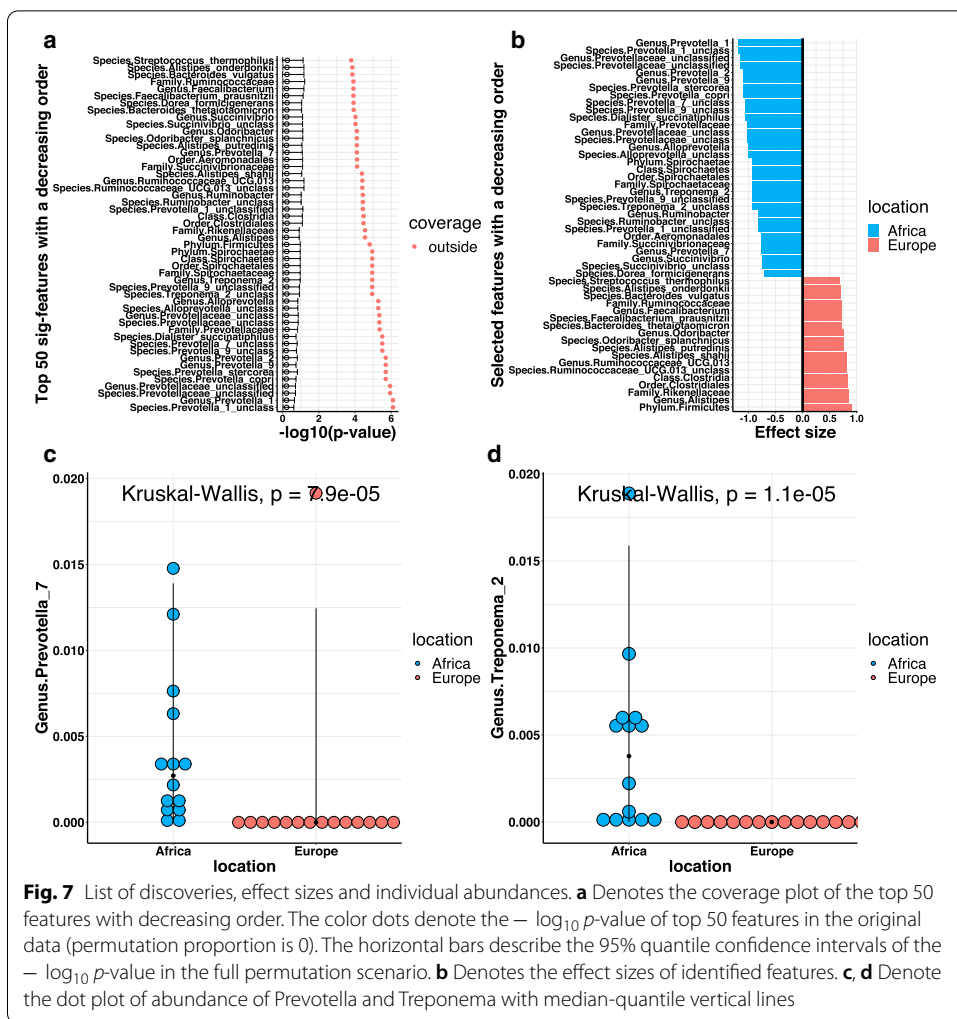 a
Top 50 sig-features with a decreasing order
Species.Streptococcus_thermophilus
Species.Alistipes_onderdonkii
Species.Bacteroides_vulgatus
Family.Ruminococcaceae
Genus.Faecalibacterium
Species.Faecalibacterium_prausnitzii
Species.Dorea_formicigenerans
Species.Bacteroides_thetaiotaomicron
Genus.Succinivibrio
Species.Succinivibrio_unclass
Genus.Odoribacter
Species.Odoribacter_splanchnicus
Species.Alistipes_putredinis
Genus.Prevotella_7
Order.Aeromonadales
Family.Succinivibrionaceae
Species.Alistipes_shahii
Genus.Ruminococcaceae_UCG.013
Species.Ruminococcaceae_UCG.013_unclass
Genus.Ruminobacter
Species.Ruminobacter_unclass
Species.Prevotella_1_unclassified
Class.Clostridia
Order.Clostridiales
Family.Rikenellaceae
Genus.Alistipes
Phylum.Firmicutes
Phylum.Spirochaetae
Class.Spirochaetes
Order.Spirochaetales
Family.Spirochaetaceae
Genus.Treponema_2
Species.Prevotella_9_unclassified
Species.Treponema_2_unclass
Genus.Alloprevotella
Species.Alloprevotella_unclass
Genus.Prevotellaceae_unclass
Species.Prevotellaceae_unclass
Family.Prevotellaceae
Species.Dialister_succinatiphilus
Species.Prevotella_7_unclass
Species.Prevotella_9_unclass
Genus.Prevotella_2
Genus.Prevotella_9
Species.Prevotella_stercorea
Species.Prevotella_copri
Genus.Prevotellaceae_unclassified
Species.Prevotellaceae_unclassified
Genus.Prevotella_1
Species.Prevotella_1_unclass
0 2 4 6
-log10(p-value)
coverage
outside
b
Selected features with a decreasing order
Genus.Prevotella_1
Species.Prevotella_1_unclass
Genus.Prevotellaceae_unclassified
Species.Prevotellaceae_unclassified
Genus.Prevotella_2
Genus.Prevotella_9
Species.Prevotella_stercorea
Species.Prevotella_copri
Species.Prevotella_7_unclass
Species.Prevotella_9_unclass
Species.Dialister_succinatiphilus
Family.Prevotellaceae
Genus.Prevotellaceae_unclass
Species.Prevotellaceae_unclass
Genus.Alloprevotella
Species.Alloprevotella_unclass
Phylum.Spirochaetae
Class.Spirochaetes
Order.Spirochaetales
Family.Spirochaetaceae
Genus.Treponema_2
Species.Prevotella_9_unclassified
Species.Treponema_2_unclass
Genus.Ruminobacter
Species.Ruminobacter_unclass
Species.Prevotella_1_unclassified
Order.Aeromonadales
Family.Succinivibrionaceae
Genus.Prevotella_7
Genus.Succinivibrio
Species.Succinivibrio_unclass
Species.Dorea_formicigenerans
Species.Streptococcus_thermophilus
Species.Alistipes_onderdonkii
Species.Bacteroides_vulgatus
Family.Ruminococcaceae
Genus.Faecalibacterium
Species.Faecalibacterium_prausnitzii
Species.Bacteroides_thetaiotaomicron
Genus.Odoribacter
Species.Odoribacter_splanchnicus
Species.Alistipes_putredinis
Species.Alistipes_shahii
Genus.Ruminococcaceae_UCG.013
Species.Ruminococcaceae_UCG.013_unclass
Class.Clostridia
Order.Clostridiales
Family.Rikenellaceae
Genus.Alistipes
Phylum.Firmicutes
-1.0 -0.5 0.0 0.5 1.0
Effect size
location
Africa
Europe
c
Kruskal-Wallis, p = 7.9e-05
Genus.Prevotella_7
0.020
0.015
0.010
0.005
0.000
Africa Europe
location
location
Africa
Europe
d
Kruskal-Wallis, p = 1.1e-05
Genus.Treponema_2
0.020
0.015
0.010
0.005
0.000
Africa Europe
location
location
Africa
Europe
Fig. 7 List of discoveries, effect sizes and individual abundances. a Denotes the coverage plot of the top 50
features with decreasing order. The color dots denote the − log10 p-value of top 50 features in the original
data (permutation proportion is 0). The horizontal bars describe the 95% quantile confidence intervals of the
− log10 p-value in the full permutation scenario. b Denotes the effect sizes of identified features. c, d Denote
the dot plot of abundance of Prevotella and Treponema with median-quantile vertical lines